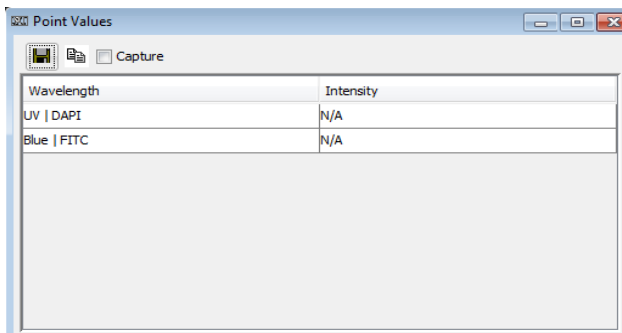 Point Values
Capture
Wavelength Intensity
UV | DAPI N/A
Blue | FITC N/A